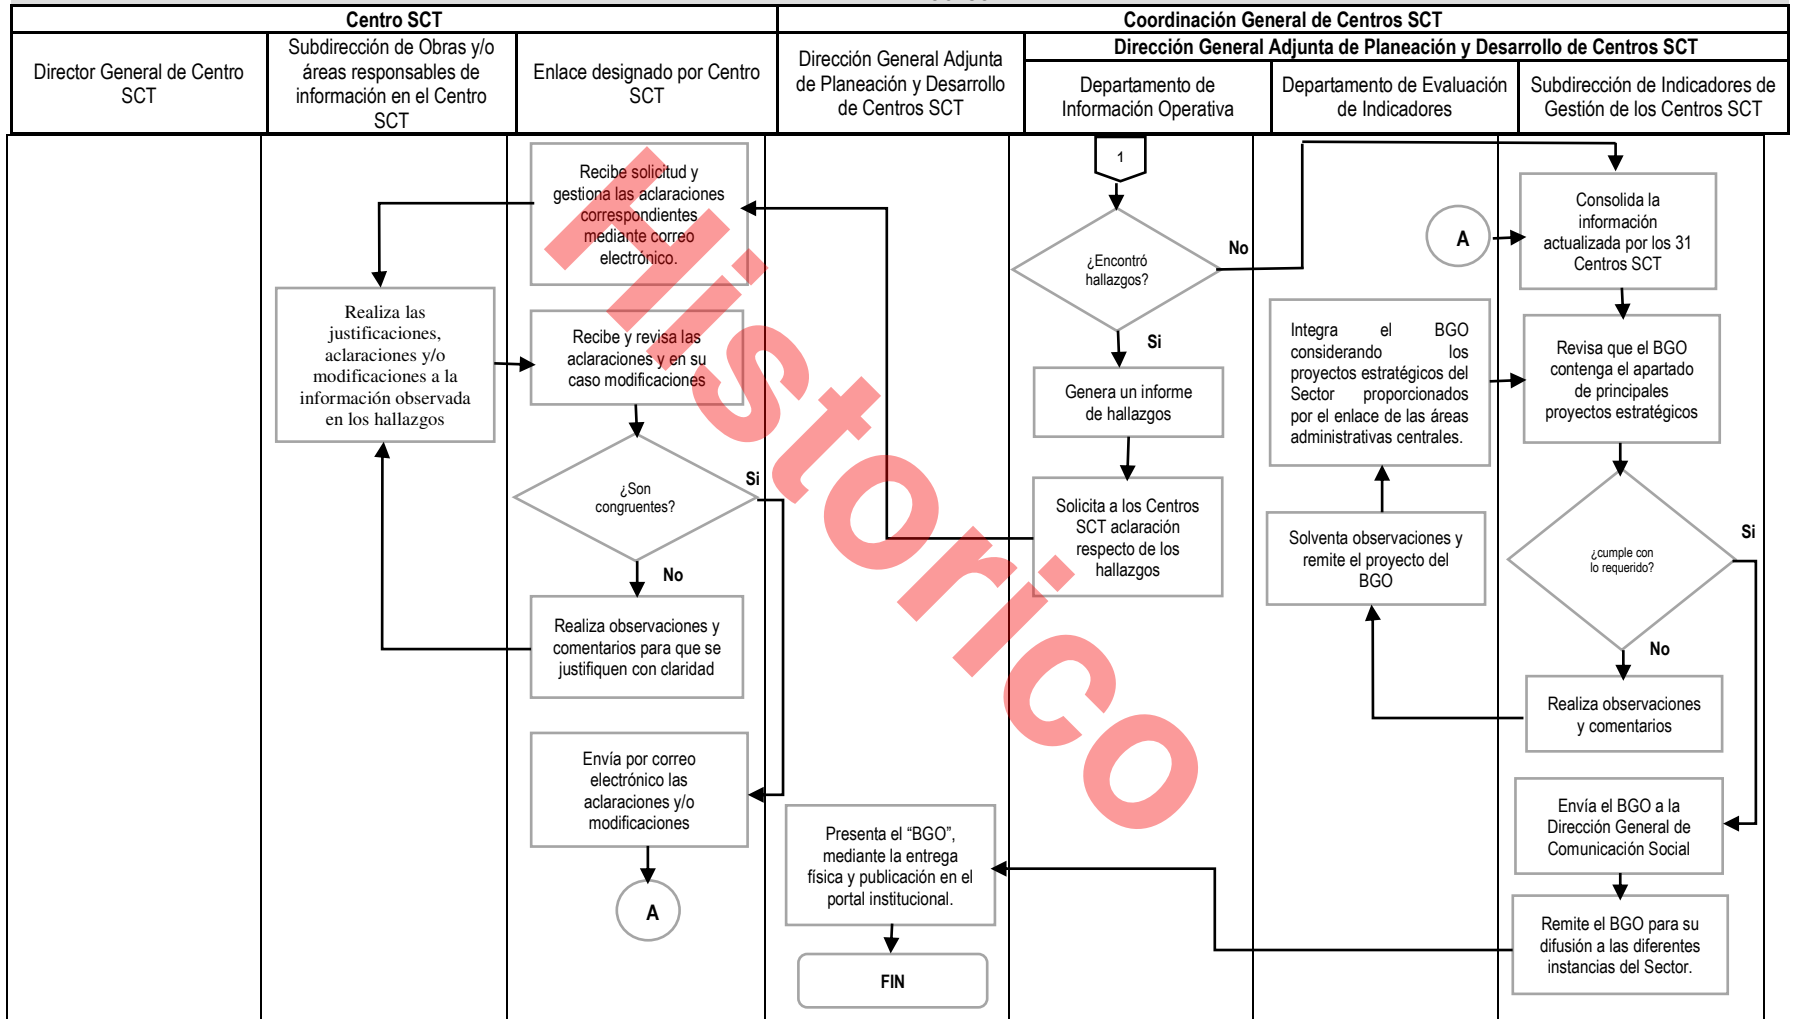 Centro SCT
Coordinación General de Centros SCT
Director General de Centro
SCT
Subdirección de Obras y/o
áreas responsables de
información en el Centro
SCT
Enlace designado por Centro
SCT
Dirección General Adjunta
de Planeación y Desarrollo
de Centros SCT
Dirección General Adjunta de Planeación y Desarrollo de Centros SCT
Departamento de
Información Operativa
Departamento de Evaluación
de Indicadores
Subdirección de Indicadores de
Gestión de los Centros SCT
Recibe solicitud y
gestiona las aclaraciones
correspondientes
mediante correo
electrónico.
1
¿Encontró
hallazgos?
No
Si
A
Consolida la
información
actualizada por los 31
Centros SCT
Realiza las
justificaciones,
aclaraciones y/o
modificaciones a la
información observada
en los hallazgos
Recibe y revisa las
aclaraciones y en su
caso modificaciones
Genera un informe
de hallazgos
Integra el BGO
considerando los
proyectos estratégicos del
Sector proporcionados
por el enlace de las áreas
administrativas centrales.
Revisa que el BGO
contenga el apartado
de principales
proyectos estratégicos
¿Son
congruentes?
Si
No
Solicita a los Centros
SCT aclaración
respecto de los
hallazgos
Solventa observaciones y
remite el proyecto del
BGO
¿cumple con
lo requerido?
Si
No
Realiza observaciones y
comentarios para que se
justifiquen con claridad
Realiza observaciones
y comentarios
Envía por correo
electrónico las
aclaraciones y/o
modificaciones
A
Presenta el “BGO”,
mediante la entrega
física y publicación en el
portal institucional.
FIN
Envía el BGO a la
Dirección General de
Comunicación Social
Remite el BGO para su
difusión a las diferentes
instancias del Sector.
Historico